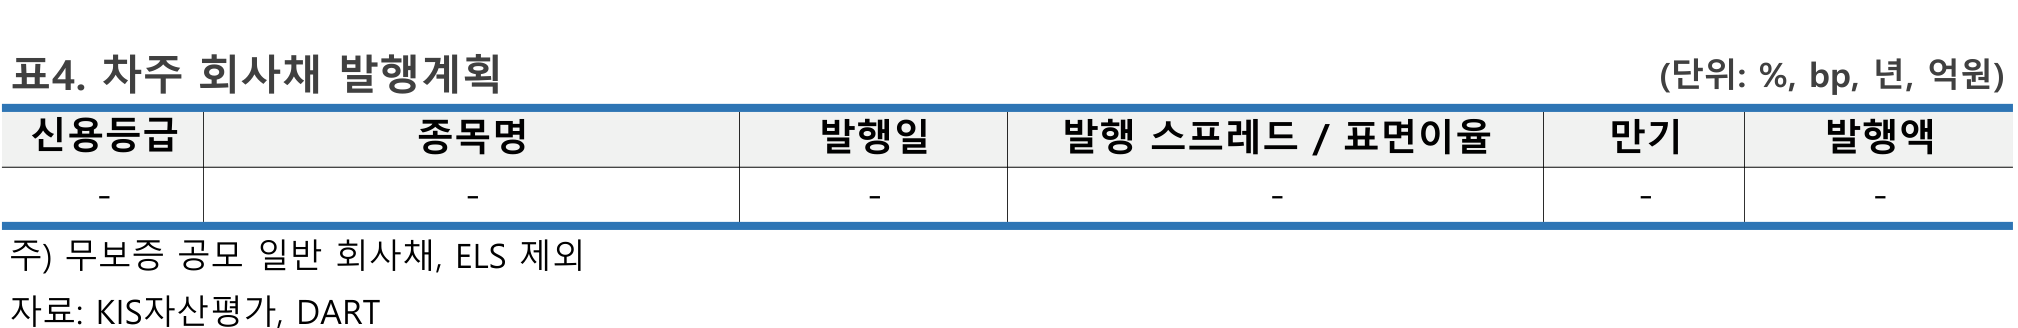 표4. 차주 회사채 발행계획 (단위: %, bp, 년, 억원)
신용등급 종목명 발행일 발행 스프레드 / 표면이율 만기 발행액
- - - - - -
주) 무보증 공모 일반 회사채, ELS 제외
자료: KIS자산평가, DART